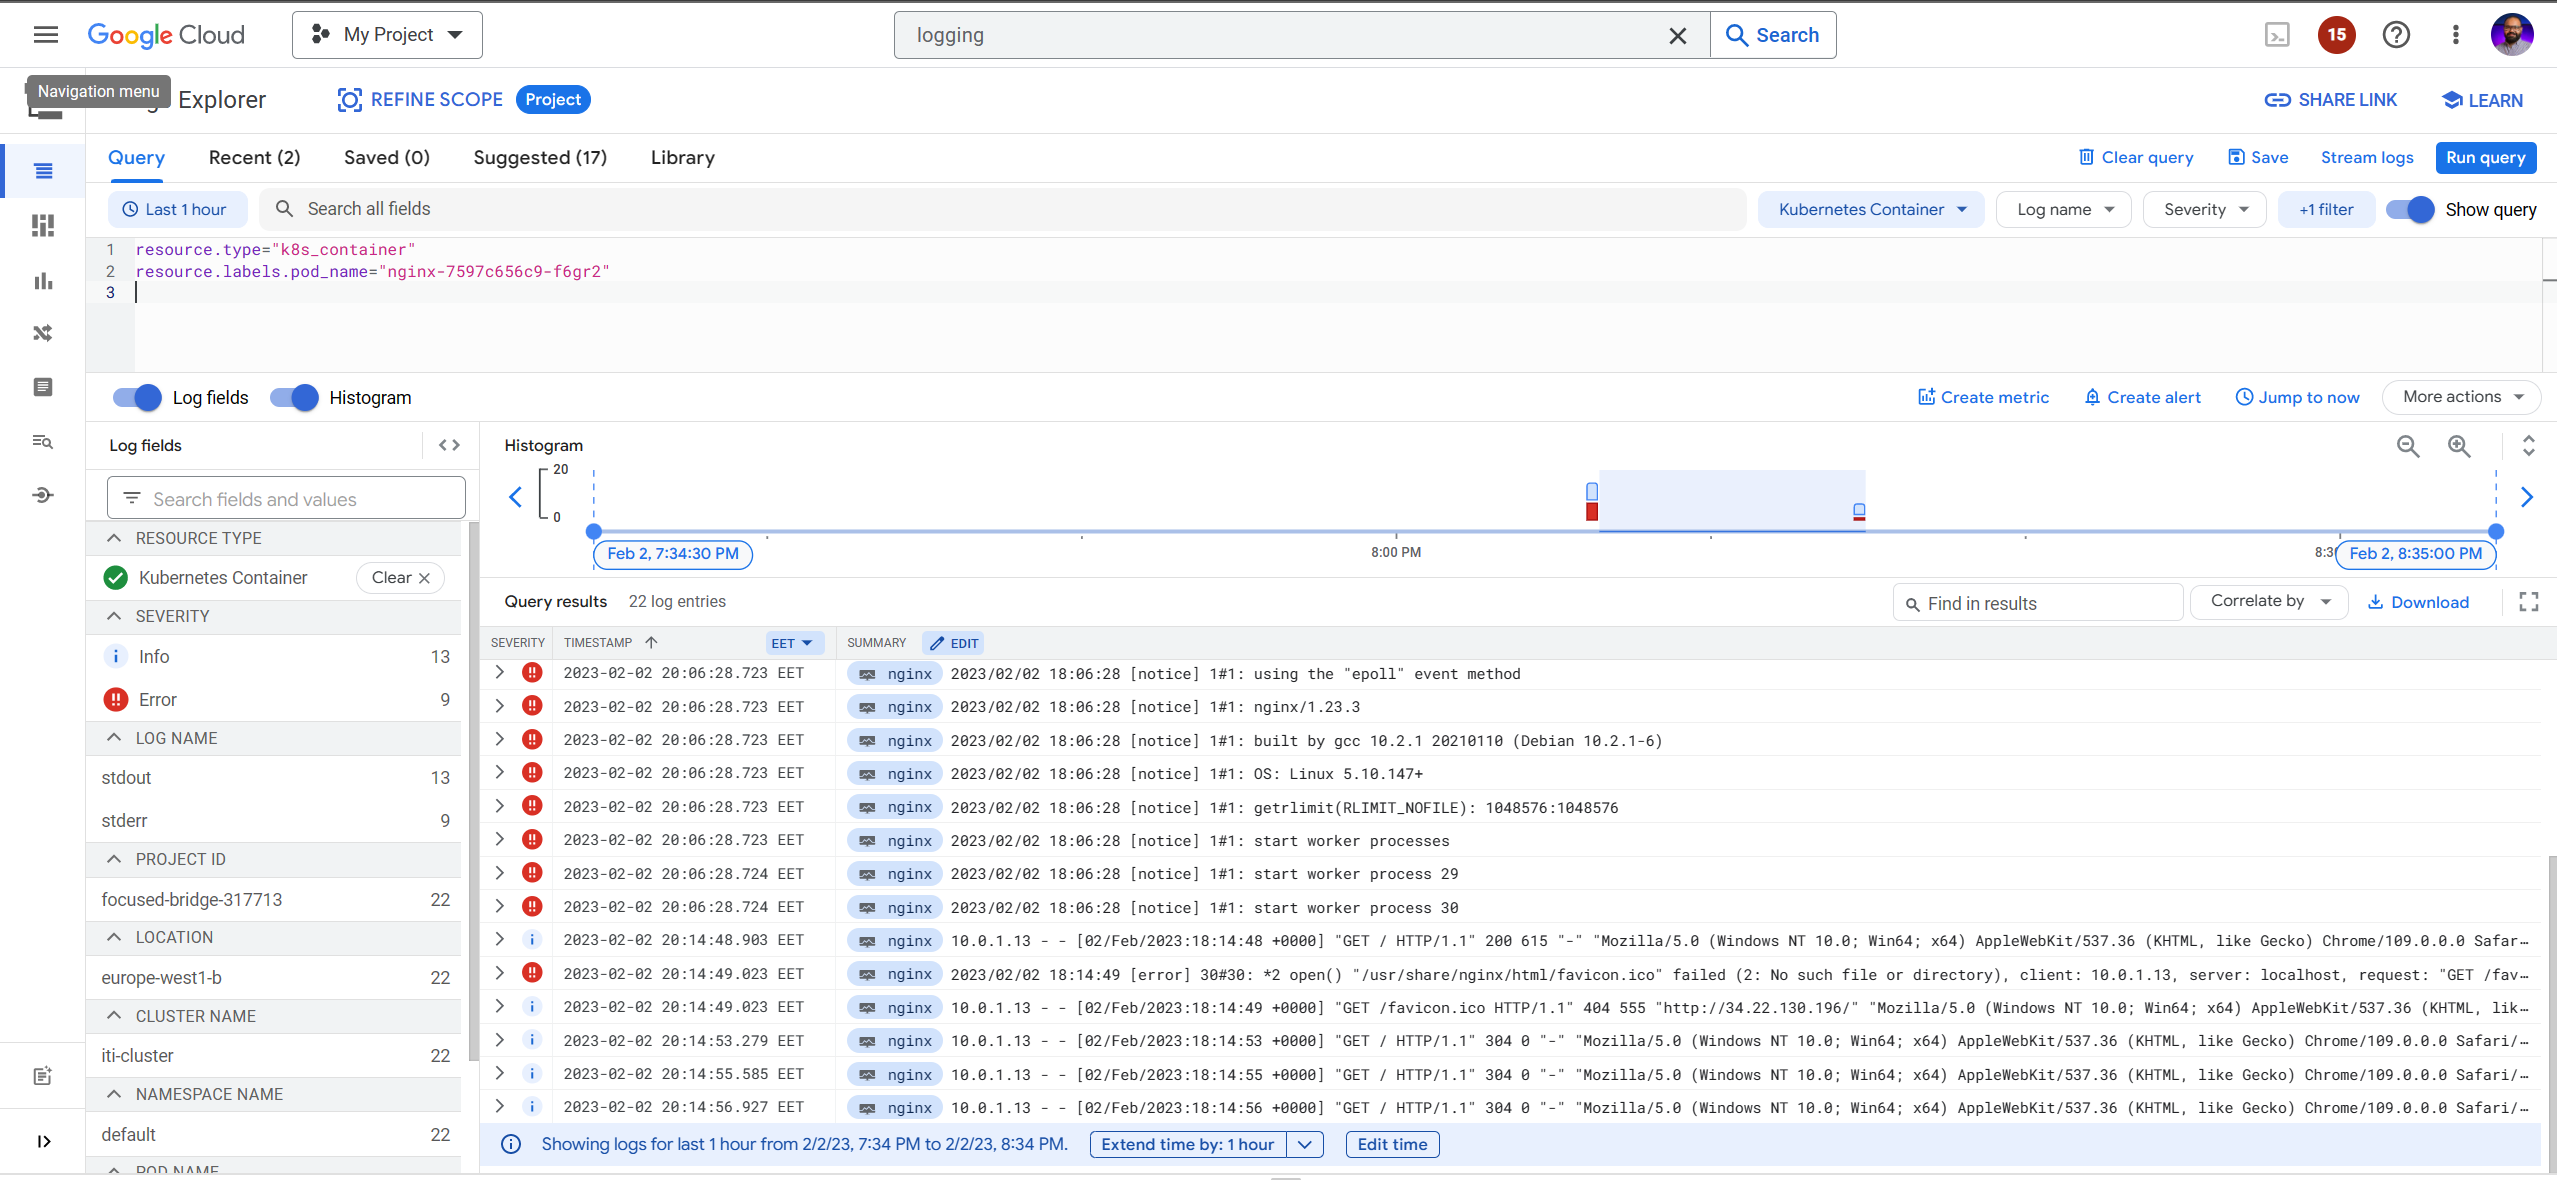 Google Cloud
My Project
logging
Search
15
Navigation menu
Explorer
REFINE SCOPE
Project
SHARE LINK
LEARN
Query
Recent (2)
Saved (0)
Suggested (17)
Library
Clear query
Save
Stream logs
Run query
Last 1 hour
Search all fields
Kubernetes Container
Log name
Severity
+1 filter
Show query
1 resource.type="k8s_container"
2 resource.labels.pod_name="nginx-7597c656c9-f6gr2"
3
Log fields
Histogram
Create metric
Create alert
Jump to now
More actions
Log fields
Search fields and values
RESOURCE TYPE
Kubernetes Container
Clear
SEVERITY
Info 13
Error 9
LOG NAME
stdout 13
stderr 9
PROJECT ID
focused-bridge-317713 22
LOCATION
europe-west1-b 22
CLUSTER NAME
iti-cluster 22
NAMESPACE NAME
default 22
POD NAME
Histogram
20
0
Feb 2, 7:34:30 PM
8:00 PM
8:30
Feb 2, 8:35:00 PM
Query results
22 log entries
Find in results
Correlate by
Download
SEVERITY TIMESTAMP EET SUMMARY EDIT
2023-02-02 20:06:28.723 EET nginx 2023/02/02 18:06:28 [notice] 1#1: using the "epoll" event method
2023-02-02 20:06:28.723 EET nginx 2023/02/02 18:06:28 [notice] 1#1: nginx/1.23.3
2023-02-02 20:06:28.723 EET nginx 2023/02/02 18:06:28 [notice] 1#1: built by gcc 10.2.1 20210110 (Debian 10.2.1-6)
2023-02-02 20:06:28.723 EET nginx 2023/02/02 18:06:28 [notice] 1#1: OS: Linux 5.10.147+
2023-02-02 20:06:28.723 EET nginx 2023/02/02 18:06:28 [notice] 1#1: getrlimit(RLIMIT_NOFILE): 1048576:1048576
2023-02-02 20:06:28.723 EET nginx 2023/02/02 18:06:28 [notice] 1#1: start worker processes
2023-02-02 20:06:28.724 EET nginx 2023/02/02 18:06:28 [notice] 1#1: start worker process 29
2023-02-02 20:06:28.724 EET nginx 2023/02/02 18:06:28 [notice] 1#1: start worker process 30
2023-02-02 20:14:48.903 EET nginx 10.0.1.13 - - [02/Feb/2023:18:14:48 +0000] "GET / HTTP/1.1" 200 615 "-" "Mozilla/5.0 (Windows NT 10.0; Win64; x64) AppleWebKit/537.36 (KHTML, like Gecko) Chrome/109.0.0.0 Safar…
2023-02-02 20:14:49.023 EET nginx 2023/02/02 18:14:49 [error] 30#30: *2 open() "/usr/share/nginx/html/favicon.ico" failed (2: No such file or directory), client: 10.0.1.13, server: localhost, request: "GET /fav…
2023-02-02 20:14:49.023 EET nginx 10.0.1.13 - - [02/Feb/2023:18:14:49 +0000] "GET /favicon.ico HTTP/1.1" 404 555 "http://34.22.130.196/" "Mozilla/5.0 (Windows NT 10.0; Win64; x64) AppleWebKit/537.36 (KHTML, lik…
2023-02-02 20:14:53.279 EET nginx 10.0.1.13 - - [02/Feb/2023:18:14:53 +0000] "GET / HTTP/1.1" 304 0 "-" "Mozilla/5.0 (Windows NT 10.0; Win64; x64) AppleWebKit/537.36 (KHTML, like Gecko) Chrome/109.0.0.0 Safari/…
2023-02-02 20:14:55.585 EET nginx 10.0.1.13 - - [02/Feb/2023:18:14:55 +0000] "GET / HTTP/1.1" 304 0 "-" "Mozilla/5.0 (Windows NT 10.0; Win64; x64) AppleWebKit/537.36 (KHTML, like Gecko) Chrome/109.0.0.0 Safari/…
2023-02-02 20:14:56.927 EET nginx 10.0.1.13 - - [02/Feb/2023:18:14:56 +0000] "GET / HTTP/1.1" 304 0 "-" "Mozilla/5.0 (Windows NT 10.0; Win64; x64) AppleWebKit/537.36 (KHTML, like Gecko) Chrome/109.0.0.0 Safari/…
Showing logs for last 1 hour from 2/2/23, 7:34 PM to 2/2/23, 8:34 PM.
Extend time by: 1 hour
Edit time